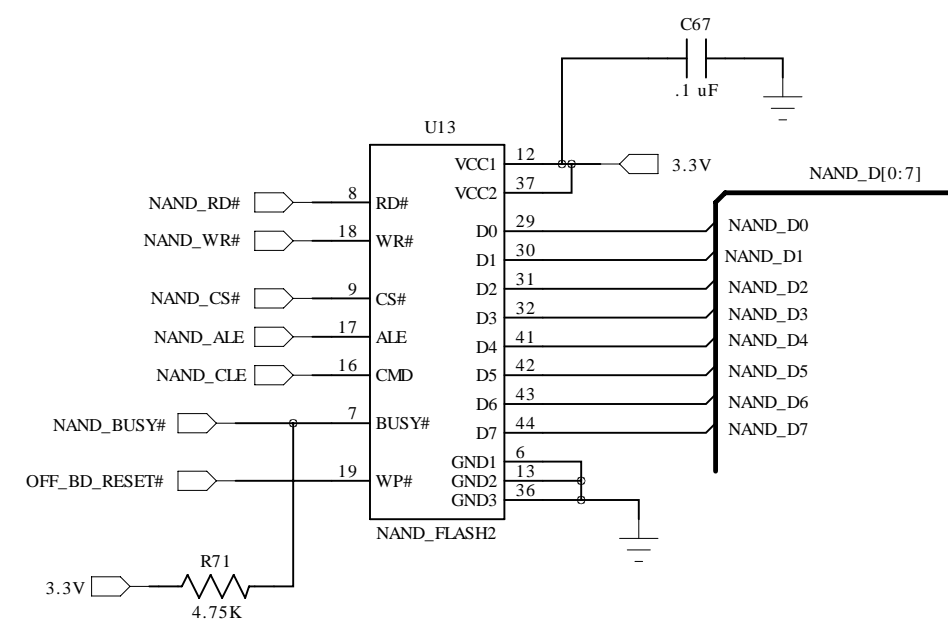 C67
.1 uF
U13
VCC1 12 3.3V
VCC2 37
NAND_D[0:7]
NAND_RD# 8 RD#
NAND_WR# 18 WR#
D0 29 NAND_D0
D1 30 NAND_D1
NAND_CS# 9 CS#
D2 31 NAND_D2
D3 32 NAND_D3
NAND_ALE 17 ALE
D4 41 NAND_D4
NAND_CLE 16 CMD
D5 42 NAND_D5
D6 43 NAND_D6
NAND_BUSY# 7 BUSY#
D7 44 NAND_D7
GND1 6
OFF_BD_RESET# 19 WP#
GND2 13
GND3 36
NAND_FLASH2
R71
3.3V
4.75K